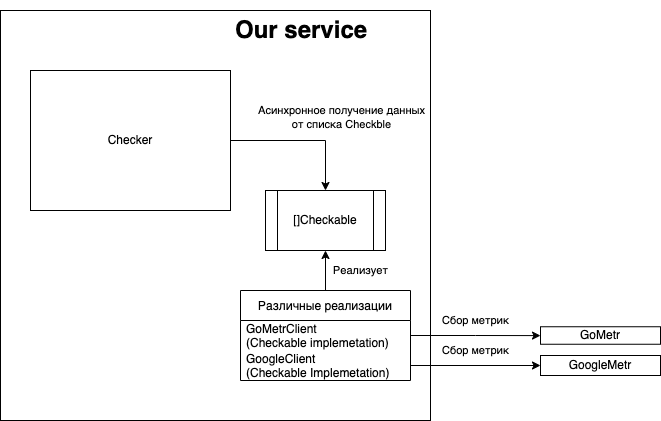 Our service
Асинхронное получение данных
от списка Checkble
Checker
[]Checkable
Реализует
Различные реализации
GoMetrClient
(Checkable implemetation)
GoogleClient
(Checkable Implemetation)
Сбор метрик
GoMetr
Сбор метрик
GoogleMetr